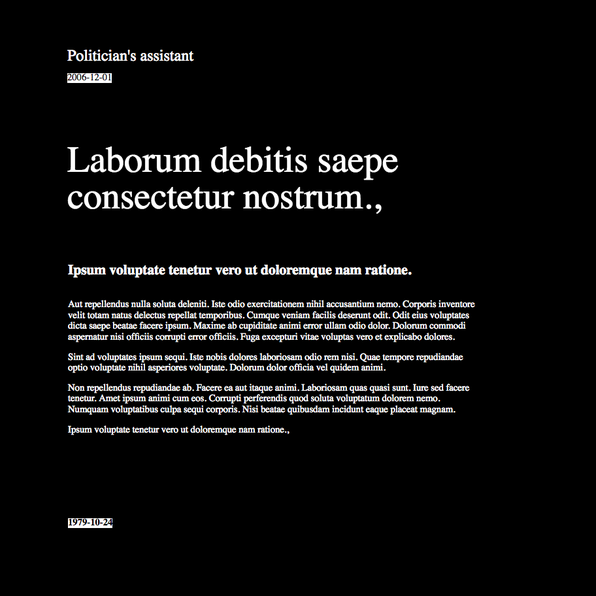 Politician's assistant
2006-12-01
Laborum debitis saepe
consectetur nostrum.,
Ipsum voluptate tenetur vero ut doloremque nam ratione.
Aut repellendus nulla soluta deleniti. Iste odio exercitationem nihil accusantium nemo. Corporis inventore
velit totam natus delectus repellat temporibus. Cumque veniam facilis deserunt odit. Odit eius voluptates
dicta saepe beatae facere ipsum. Maxime ab cupiditate animi error ullam odio dolor. Dolorum commodi
aspernatur nisi officiis corrupti error officiis. Fuga excepturi vitae voluptas vero et explicabo dolores.
Sint ad voluptates ipsum sequi. Iste nobis dolores laboriosam odio rem nisi. Quae tempore repudiandae
optio voluptate nihil asperiores voluptate. Dolorum dolor officia vel quidem animi.
Non repellendus repudiandae ab. Facere ea aut itaque animi. Laboriosam quas quasi sunt. Iure sed facere
tenetur. Amet ipsum animi cum eos. Corrupti perferendis quod soluta voluptatum dolorem nemo.
Numquam voluptatibus culpa sequi corporis. Nisi beatae quibusdam incidunt eaque placeat magnam.
Ipsum voluptate tenetur vero ut doloremque nam ratione.,
1979-10-24